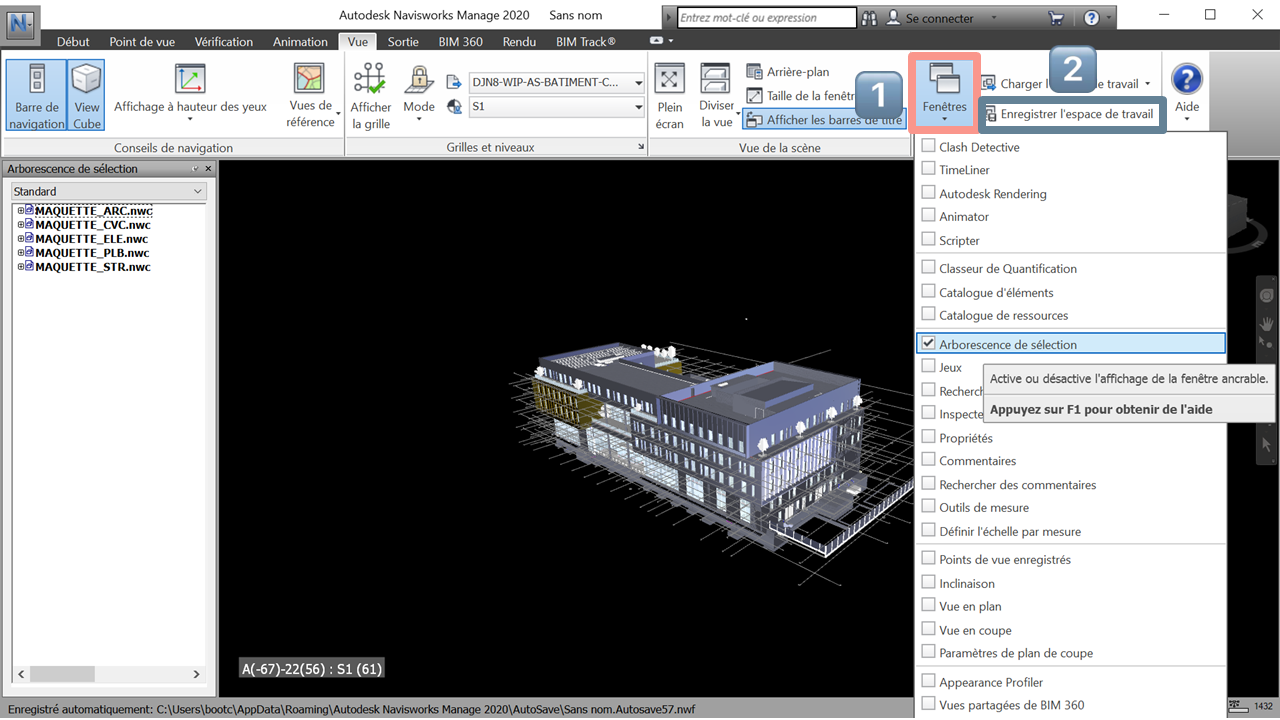 Autodesk Navisworks Manage 2020 Sans nom
Entrez mot-clé ou expression
Se connecter
Début Point de vue Vérification Animation Vue Sortie BIM 360 Rendu BIM Track®
Barre de navigation
View Cube
Affichage à hauteur des yeux
Vues de référence
Conseils de navigation
Afficher la grille
Mode
DJN8-WIP-AS-BATIMENT-C...
S1
Grilles et niveaux
Plein écran
Diviser la vue
Arrière-plan
Taille de la fenêtr
Afficher les barres de titre
Vue de la scène
1
Fenêtres
2
Charger l' de travail
Enregistrer l'espace de travail
Aide
Arborescence de sélection
Standard
MAQUETTE_ARC.nwc
MAQUETTE_CVC.nwc
MAQUETTE_ELE.nwc
MAQUETTE_PLB.nwc
MAQUETTE_STR.nwc
Clash Detective
TimeLiner
Autodesk Rendering
Animator
Scripter
Classeur de Quantification
Catalogue d'éléments
Catalogue de ressources
Arborescence de sélection
Jeux
Recherch
Inspecte
Propriétés
Commentaires
Rechercher des commentaires
Outils de mesure
Définir l'échelle par mesure
Points de vue enregistrés
Inclinaison
Vue en plan
Vue en coupe
Paramètres de plan de coupe
Appearance Profiler
Vues partagées de BIM 360
Active ou désactive l'affichage de la fenêtre ancrable.
Appuyez sur F1 pour obtenir de l'aide
A(-67)-22(56) : S1 (61)
Enregistré automatiquement: C:\Users\bojtc\AppData\Roaming\Autodesk Navisworks Manage 2020\AutoSave\Sans nom.Autosave57.nwf
1432